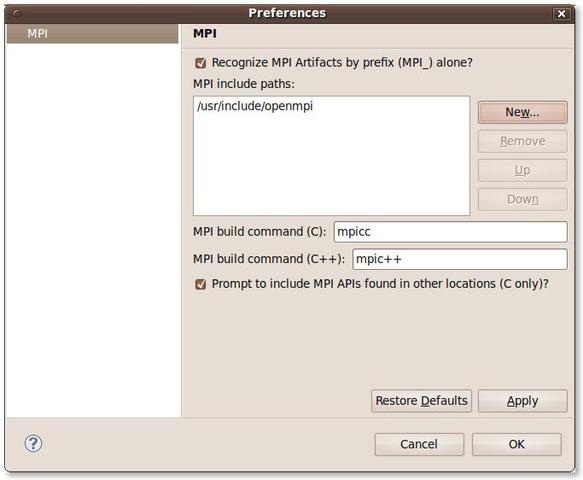 Preferences
MPI
MPI
Recognize MPI Artifacts by prefix (MPI_) alone?
MPI include paths:
/usr/include/openmpi
New...
Remove
Up
Down
MPI build command (C): mpicc
MPI build command (C++): mpic++
Prompt to include MPI APIs found in other locations (C only)?
Restore Defaults Apply
? Cancel OK